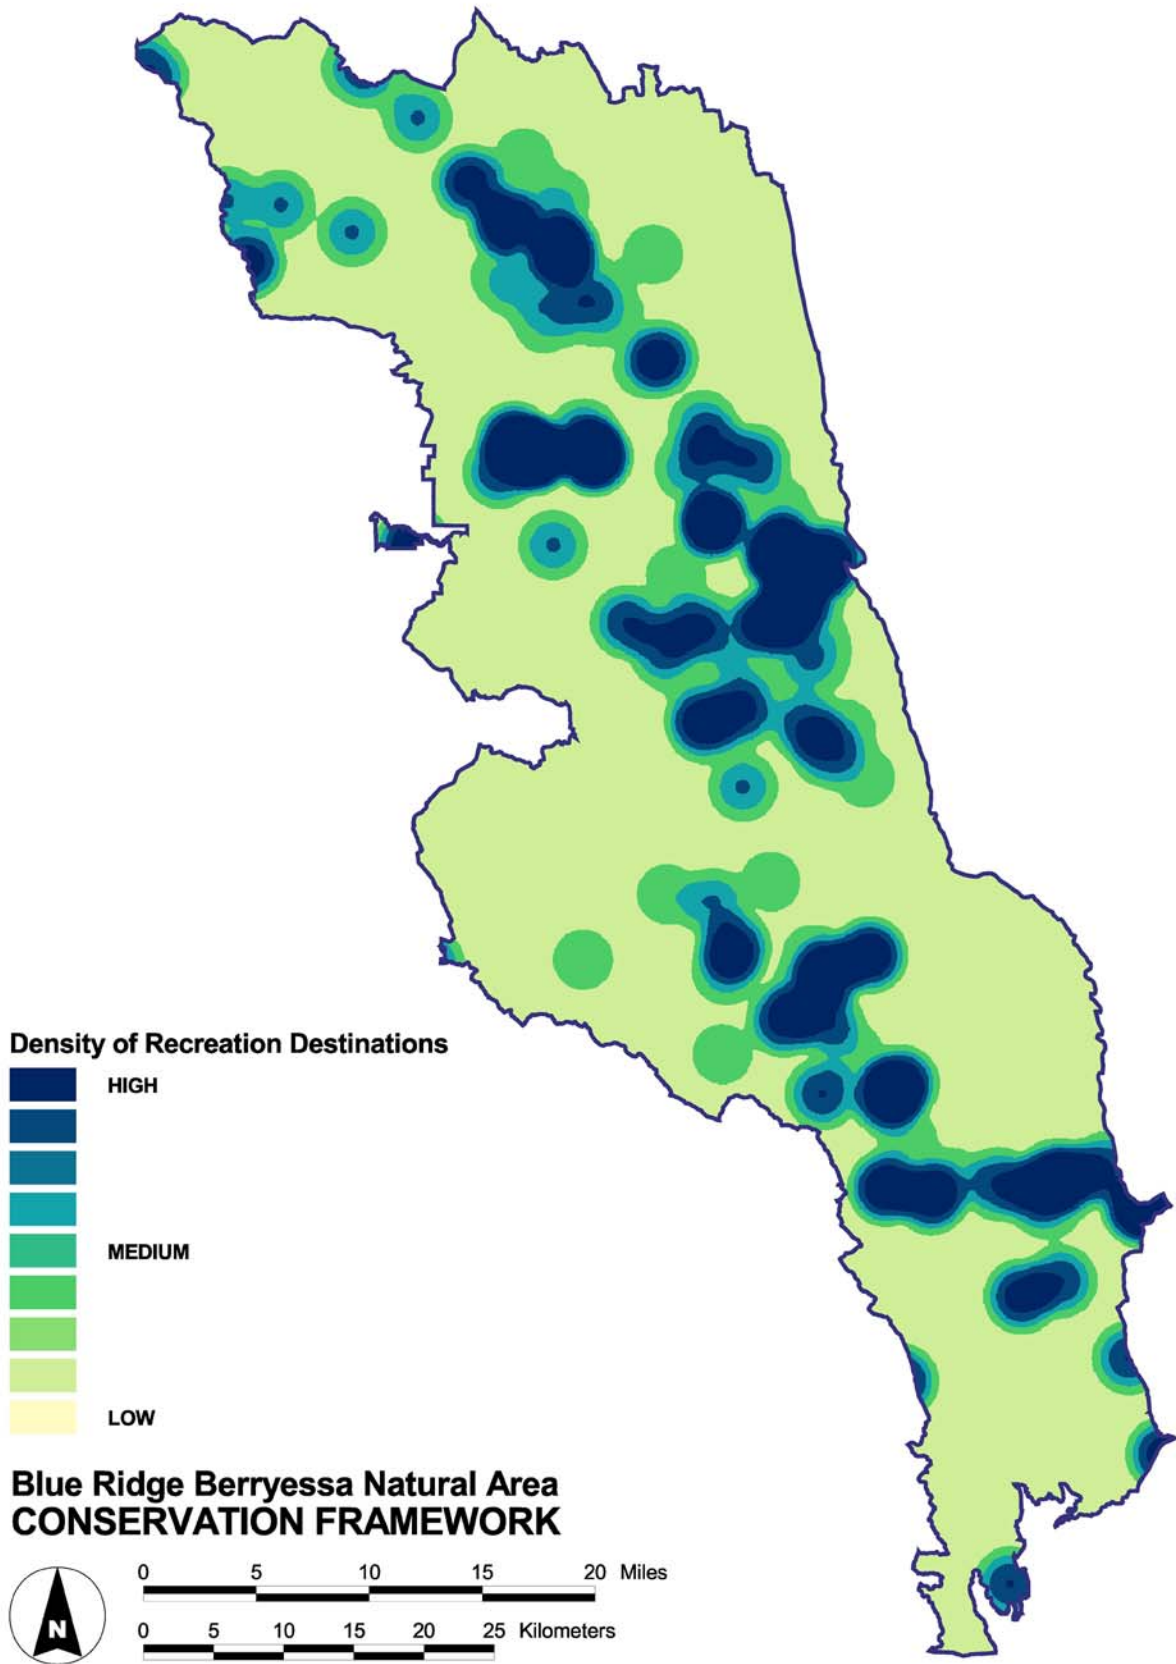 Density of Recreation Destinations
HIGH
MEDIUM
LOW
Blue Ridge Berryessa Natural Area
CONSERVATION FRAMEWORK
0 5 10 15 20 Miles
N
0 5 10 15 20 25 Kilometers